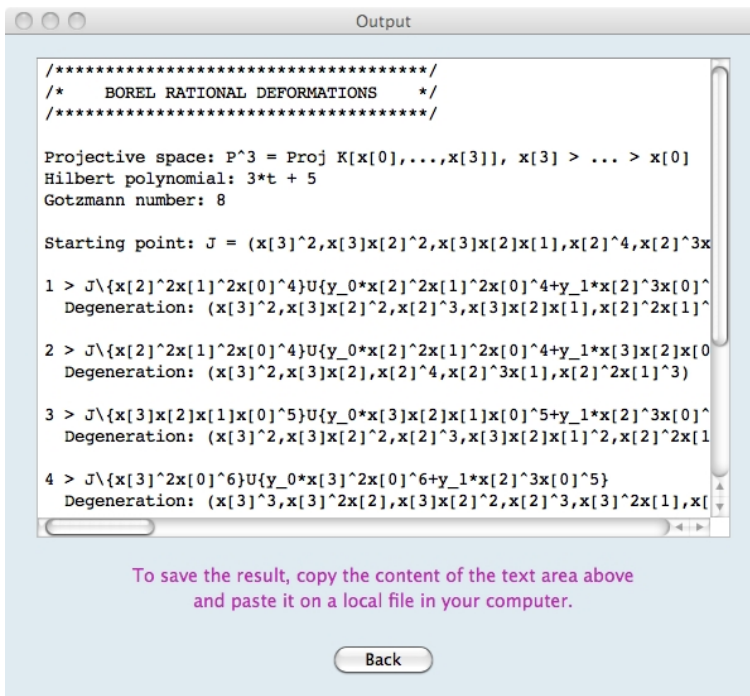 Output
/*************************************/
/*    BOREL RATIONAL DEFORMATIONS    */
/*************************************/
Projective space: P^3 = Proj K[x[0],...,x[3]], x[3] > ... > x[0]
Hilbert polynomial: 3*t + 5
Gotzmann number: 8
Starting point: J = (x[3]^2,x[3]x[2]^2,x[3]x[2]x[1],x[2]^4,x[2]^3x
1 > J\{x[2]^2x[1]^2x[0]^4}U{y_0*x[2]^2x[1]^2x[0]^4+y_1*x[2]^3x[0]^
Degeneration: (x[3]^2,x[3]x[2]^2,x[2]^3,x[3]x[2]x[1],x[2]^2x[1]^
2 > J\{x[2]^2x[1]^2x[0]^4}U{y_0*x[2]^2x[1]^2x[0]^4+y_1*x[3]x[2]x[0
Degeneration: (x[3]^2,x[3]x[2],x[2]^4,x[2]^3x[1],x[2]^2x[1]^3)
3 > J\{x[3]x[2]x[1]x[0]^5}U{y_0*x[3]x[2]x[1]x[0]^5+y_1*x[2]^3x[0]^
Degeneration: (x[3]^2,x[3]x[2]^2,x[2]^3,x[3]x[2]x[1]^2,x[2]^2x[1
4 > J\{x[3]^2x[0]^6}U{y_0*x[3]^2x[0]^6+y_1*x[2]^3x[0]^5}
Degeneration: (x[3]^3,x[3]^2x[2],x[3]x[2]^2,x[2]^3,x[3]^2x[1],x[
To save the result, copy the content of the text area above
and paste it on a local file in your computer.
Back